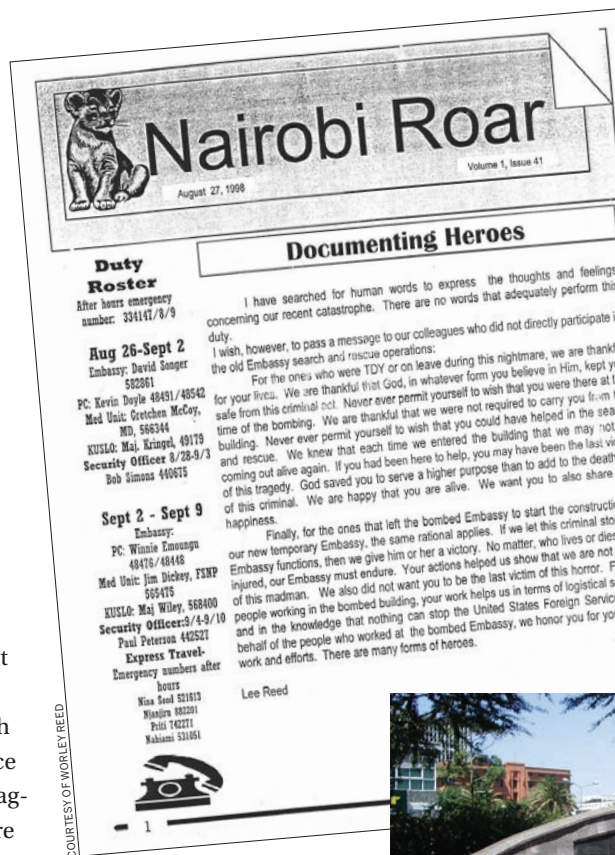 Nairobi Roar
August 27, 1998
Volume 1, Issue 41
Duty
Roster
After hours emergency
number: 334147/8/9
Aug 26-Sept 2
Embassy: David Songer
582861
PC: Kevin Doyle 48491/48542
Med Unit: Gretchen McCoy,
MD, 566344
KUSLO: Maj. Kringel, 49179
Security Officer 8/28-9/3
Bob Simons 440675
Sept 2 - Sept 9
Embassy:
PC: Winnie Emoungu
48476/48448
Med Unit: Jim Dickey, FSNP
565475
KUSLO: Maj Wiley, 568400
Security Officer:9/4-9/10
Paul Peterson 442527
Express Travel-
Emergency numbers after
hours
Nina Sood 521613
Njanjiru 882201
Priti 742271
Nabiami 531051
1
Documenting Heroes
I have searched for human words to express the thoughts and feelings
concerning our recent catastrophe. There are no words that adequately perform this
duty.
I wish, however, to pass a message to our colleagues who did not directly participate
the old Embassy search and rescue operations:
For the ones who were TDY or on leave during this nightmare, we are
for your lives. We are thankful that God, in whatever form you believe in Him, kept
safe from this criminal act. Never ever permit yourself to wish that you were there at
time of the bombing. We are thankful that we were not required to carry you from
building. Never ever permit yourself to wish that you could have helped in the
and rescue. We knew that each time we entered the building that we may not
coming out alive again. If you had been here to help, you may have been the last
of this tragedy. God saved you to serve a higher purpose than to add to the death
of this criminal. We are happy that you are alive. We want you to also share
happiness.
Finally, for the ones that left the bombed Embassy to start the
our new temporary Embassy, the same rational applies. If we let this criminal
Embassy functions, then we give him or her a victory. No matter, who lives or
injured, our Embassy must endure. Your actions helped us show that we are not
of this madman. We also did not want you to be the last victim of this horror.
people working in the bombed building, your work helps us in terms of logistical
and in the knowledge that nothing can stop the United States Foreign
behalf of the people who worked at the bombed Embassy, we honor you for
work and efforts. There are many forms of heroes.
Lee Reed
COURTESY OF WORLEY REED